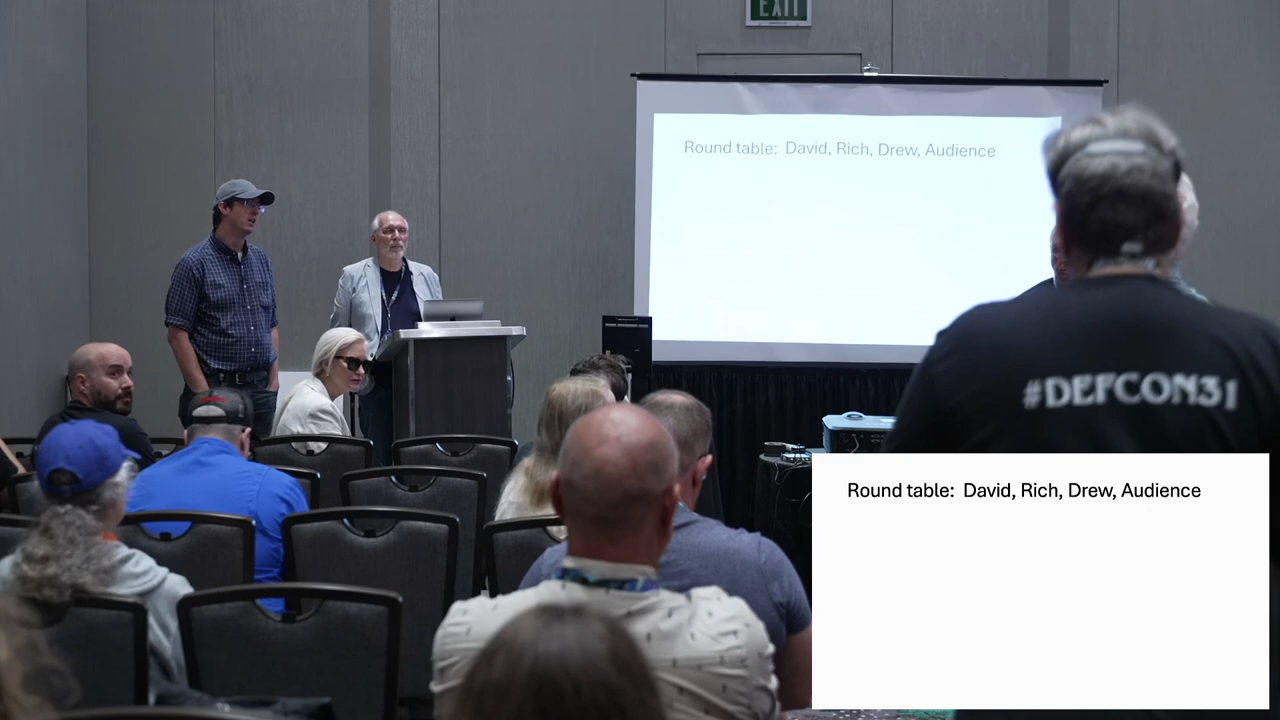 EXIT
Round table: David, Rich, Drew, Audience
#DEFCON31
Round table: David, Rich, Drew, Audience